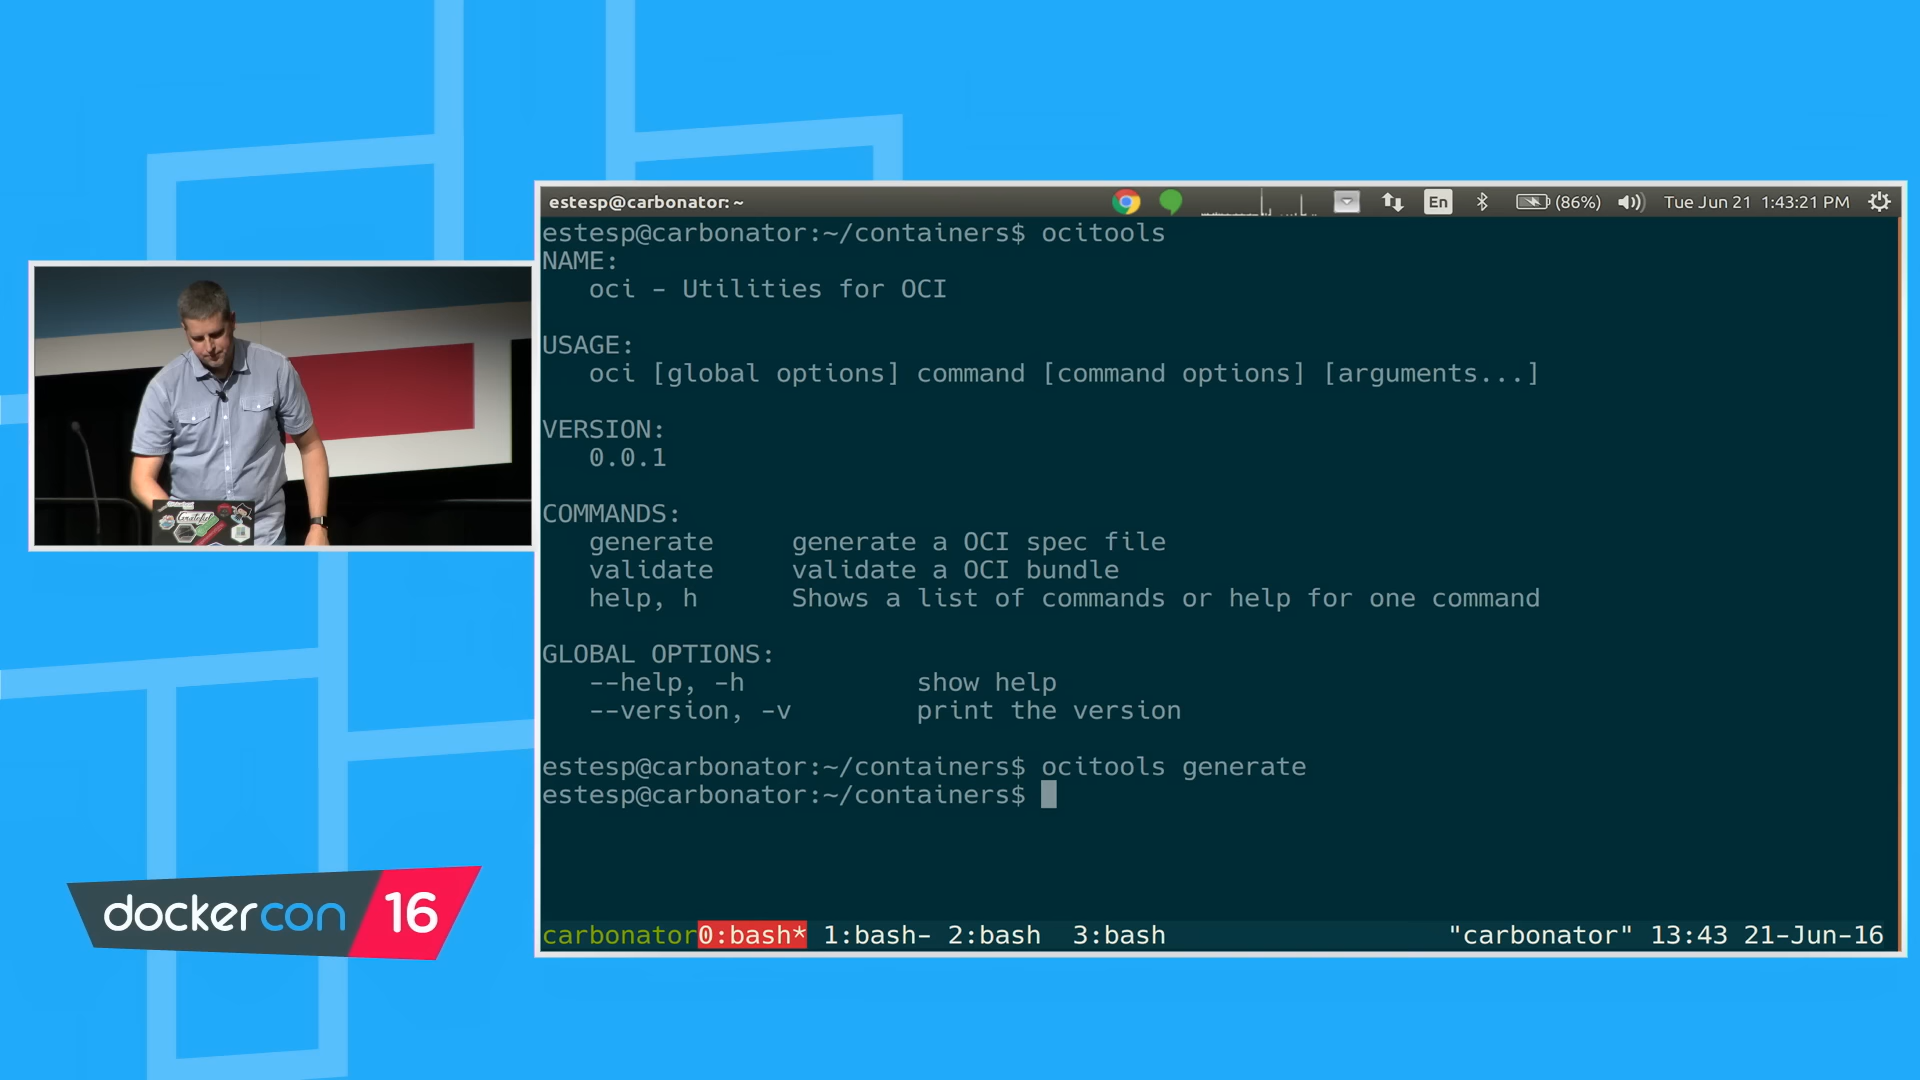 estesp@carbonator: ~
En
(86%)
Tue Jun 21 1:43:21 PM
estesp@carbonator:~/containers$ ocitools
NAME:
oci - Utilities for OCI
USAGE:
oci [global options] command [command options] [arguments...]
VERSION:
0.0.1
COMMANDS:
generate generate a OCI spec file
validate validate a OCI bundle
help, h Shows a list of commands or help for one command
GLOBAL OPTIONS:
--help, -h show help
--version, -v print the version
estesp@carbonator:~/containers$ ocitools generate
estesp@carbonator:~/containers$
carbonator0:bash* 1:bash- 2:bash 3:bash "carbonator" 13:43 21-Jun-16
Grateful
dockercon 16